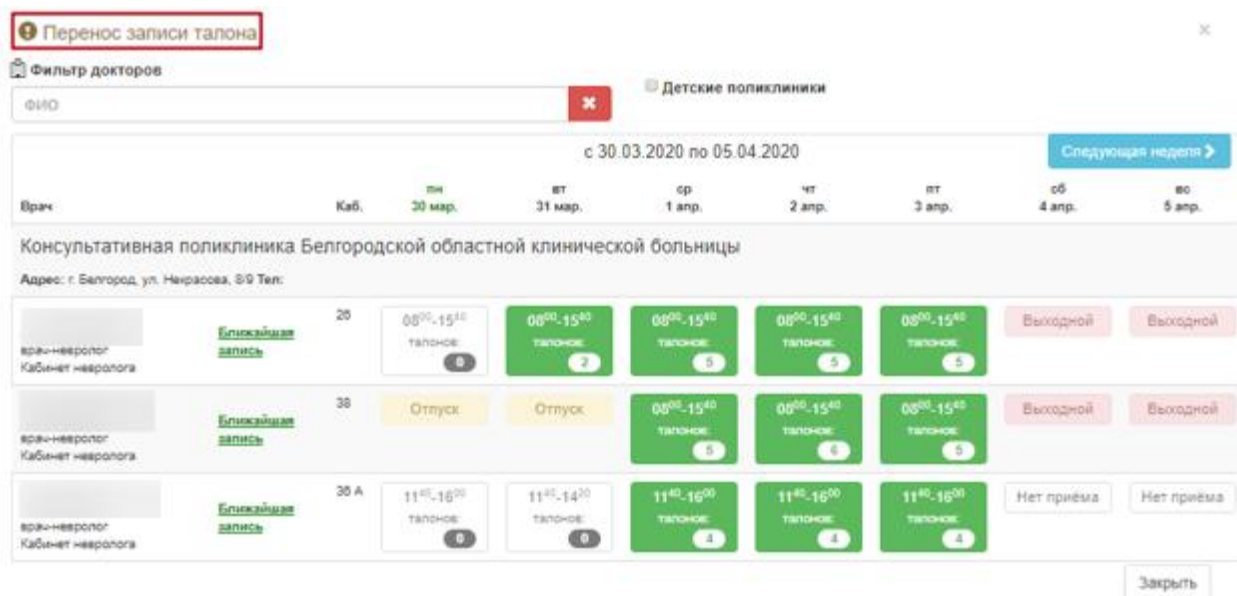 Перенос записи талона
×
Фильтр докторов
ФИО
Детские поликлиники
с 30.03.2020 по 05.04.2020
Следующая неделя
Врач Каб. пн вт ср чт пт сб вс
30 мар. 31 мар. 1 апр. 2 апр. 3 апр. 4 апр. 5 апр.
Консультативная поликлиника Белгородской областной клинической больницы
Адрес: г. Белгород, ул. Некрасова, 8/9 Тел:
врач-невролог
Кабинет невролога
Ближайшая
запись
26
08⁰⁰-15⁴⁰
талонов:
0
08⁰⁰-15⁴⁰
талонов:
2
08⁰⁰-15⁴⁰
талонов:
5
08⁰⁰-15⁴⁰
талонов:
5
08⁰⁰-15⁴⁰
талонов:
5
Выходной
Выходной
врач-невролог
Кабинет невролога
Ближайшая
запись
38
Отпуск
Отпуск
08⁰⁰-15⁴⁰
талонов:
5
08⁰⁰-15⁴⁰
талонов:
6
08⁰⁰-15⁴⁰
талонов:
5
Выходной
Выходной
врач-невролог
Кабинет невролога
Ближайшая
запись
36 А
11⁴⁰-16⁰⁰
талонов:
0
11⁴⁰-14²⁰
талонов:
0
11⁴⁰-16⁰⁰
талонов:
4
11⁴⁰-16⁰⁰
талонов:
4
11⁴⁰-16⁰⁰
талонов:
4
Нет приёма
Нет приёма
Закрыть